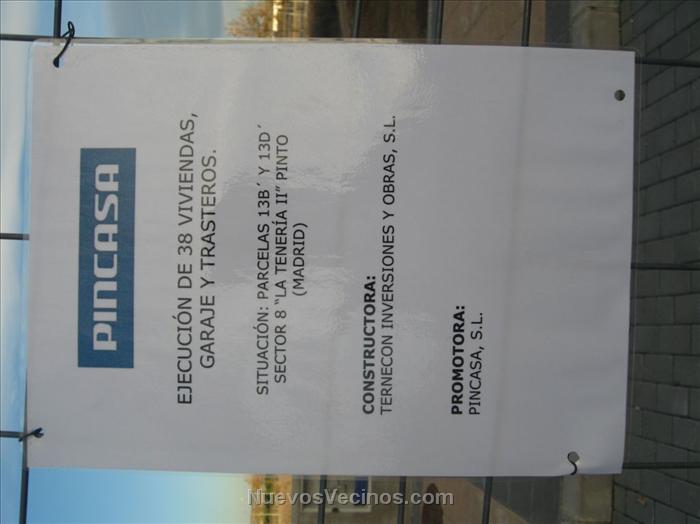 PINCASA
EJECUCIÓN DE 38 VIVIENDAS,
GARAJE Y TRASTEROS.
SITUACIÓN: PARCELAS 13B´ Y 13D´
SECTOR 8 "LA TENERÍA II" PINTO
(MADRID)
CONSTRUCTORA:
TERNECON INVERSIONES Y OBRAS, S.L.
PROMOTORA:
PINCASA, S.L.
NuevosVecinos.com